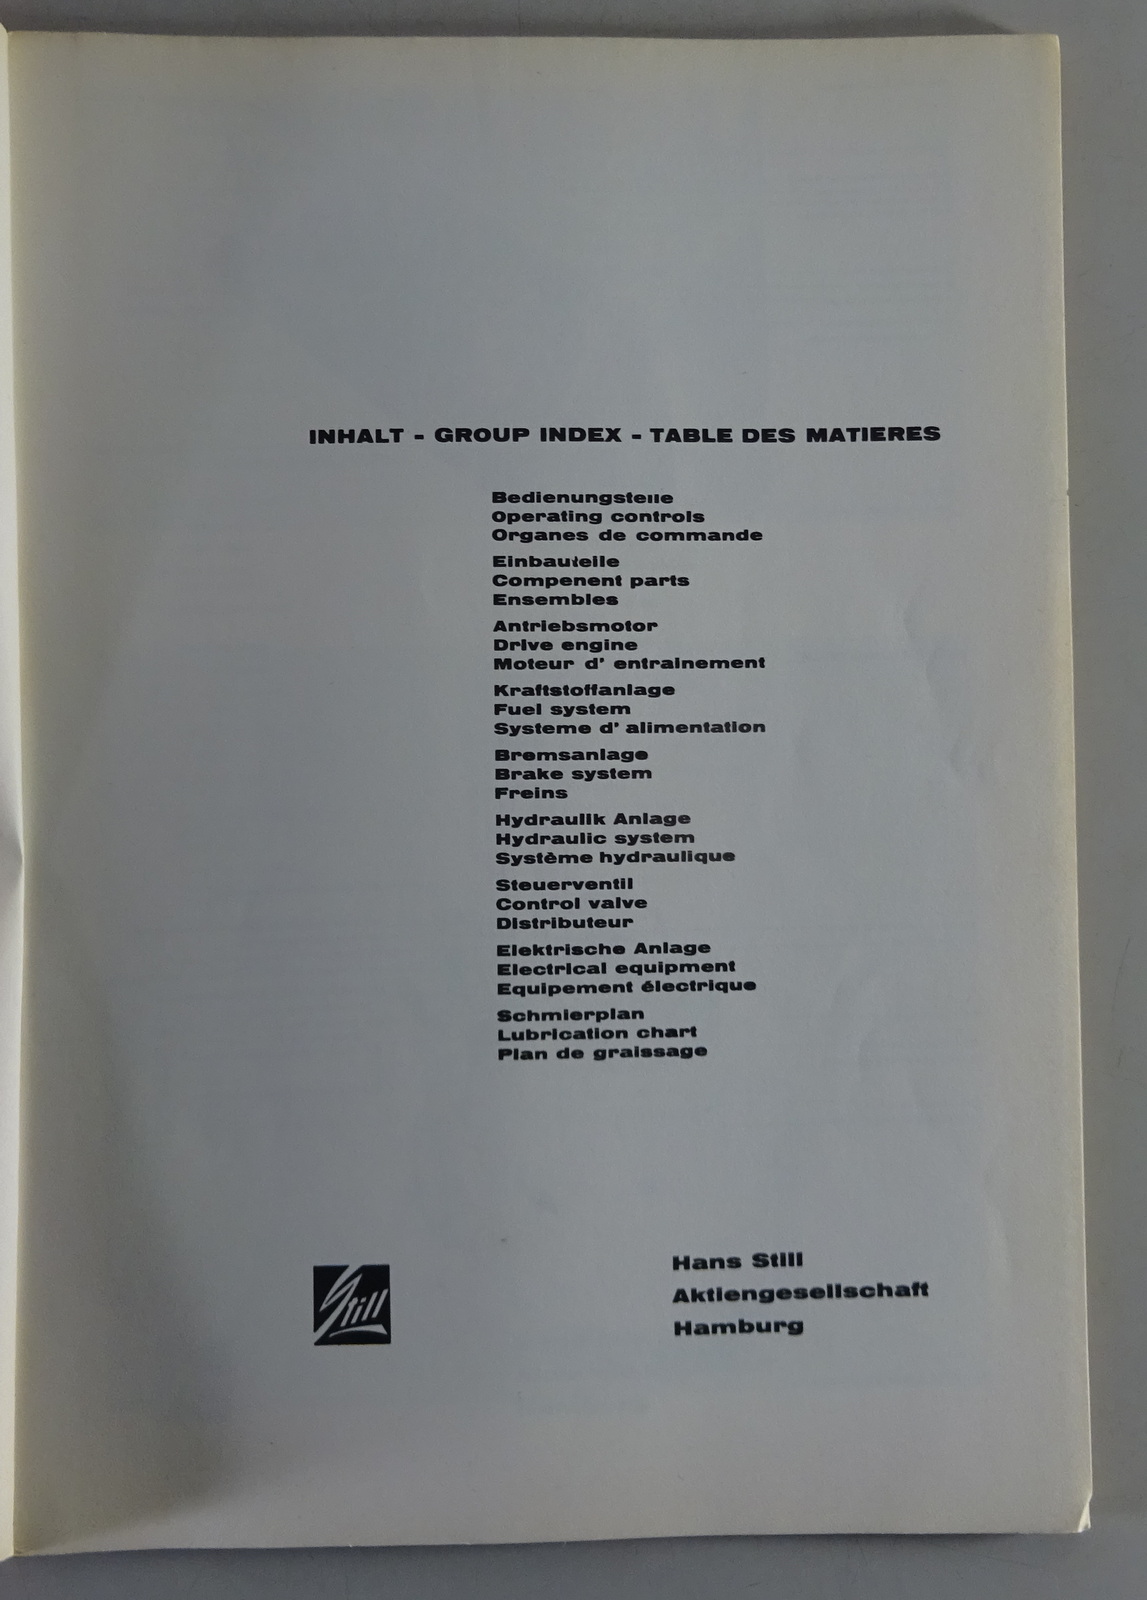 INHALT - GROUP INDEX - TABLE DES MATIERES
Bedienungsteile
Operating controls
Organes de commande
Einbauteile
Compenent parts
Ensembles
Antriebsmotor
Drive engine
Moteur d' entrainement
Kraftstoffanlage
Fuel system
Systeme d' alimentation
Bremsanlage
Brake system
Freins
Hydraulik Anlage
Hydraulic system
Système hydraulique
Steuerventil
Control valve
Distributeur
Elektrische Anlage
Electrical equipment
Equipement électrique
Schmierplan
Lubrication chart
Plan de graissage
Still
Hans Still
Aktiengesellschaft
Hamburg